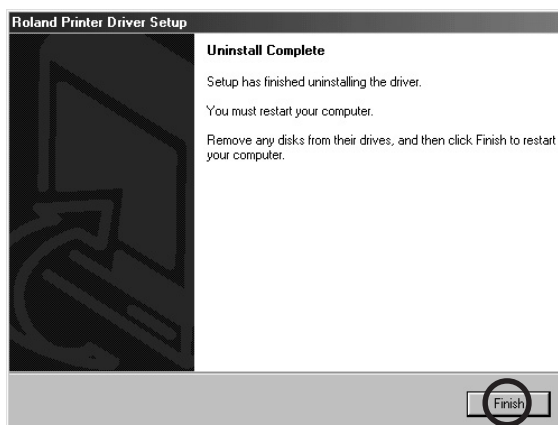 Roland Printer Driver Setup
Uninstall Complete
Setup has finished uninstalling the driver.
You must restart your computer.
Remove any disks from their drives, and then click Finish to restart
your computer.
Finish